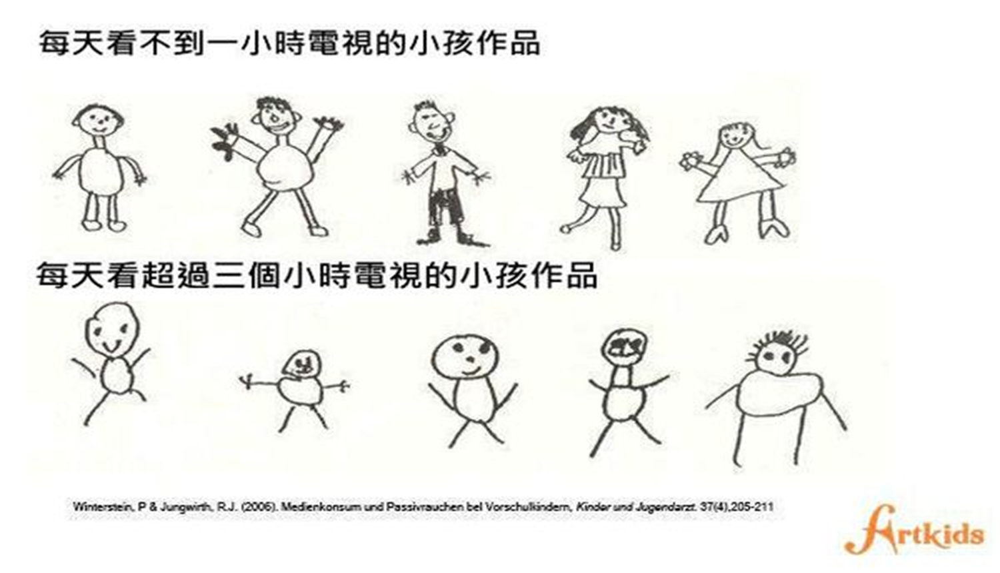 每天看不到一小時電視的小孩作品
每天看超過三個小時電視的小孩作品
Winterstein, P & Jungwirth, R.J. (2006). Medienkonsum und Passivrauchen bei Vorschulkindern, Kinder und Jugendarzt. 37(4),205-211
Artkids